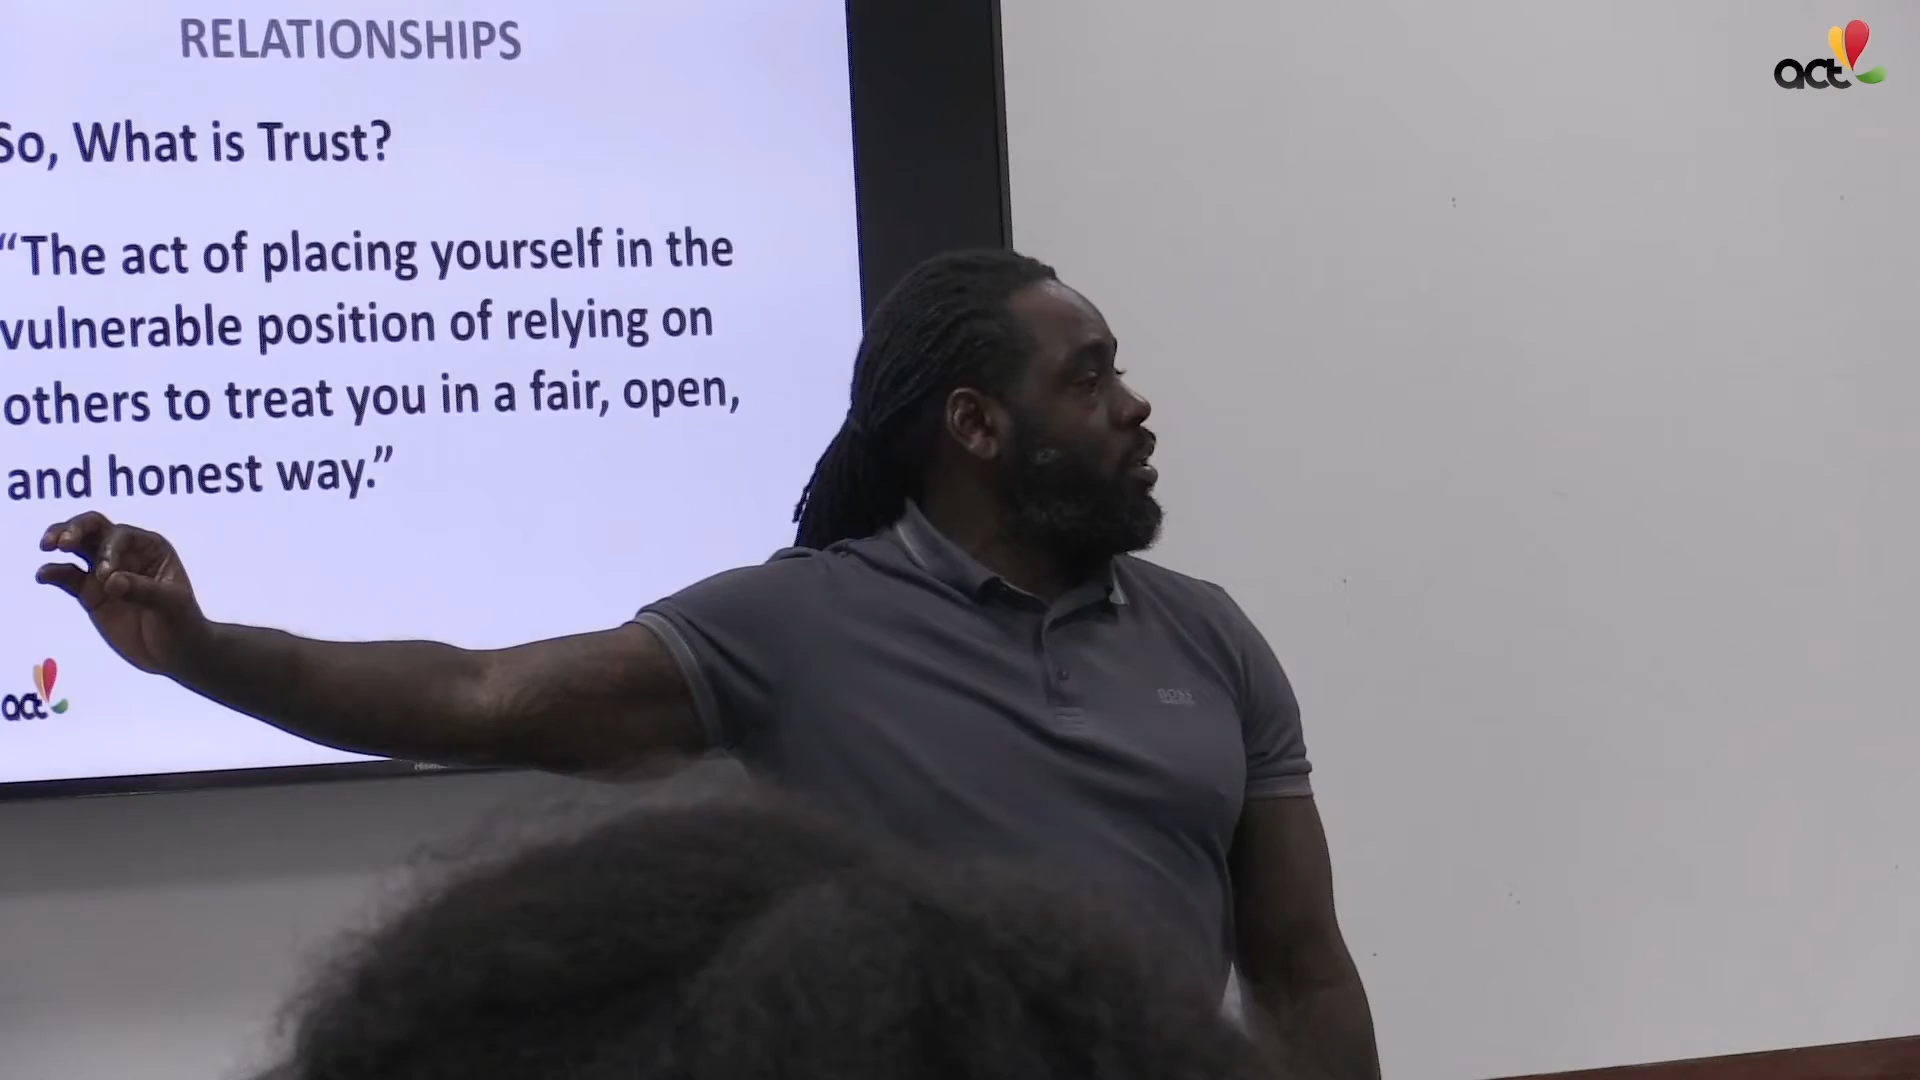 RELATIONSHIPS
So, What is Trust?
“The act of placing yourself in the
vulnerable position of relying on
others to treat you in a fair, open,
and honest way.”
act
act
BOSS